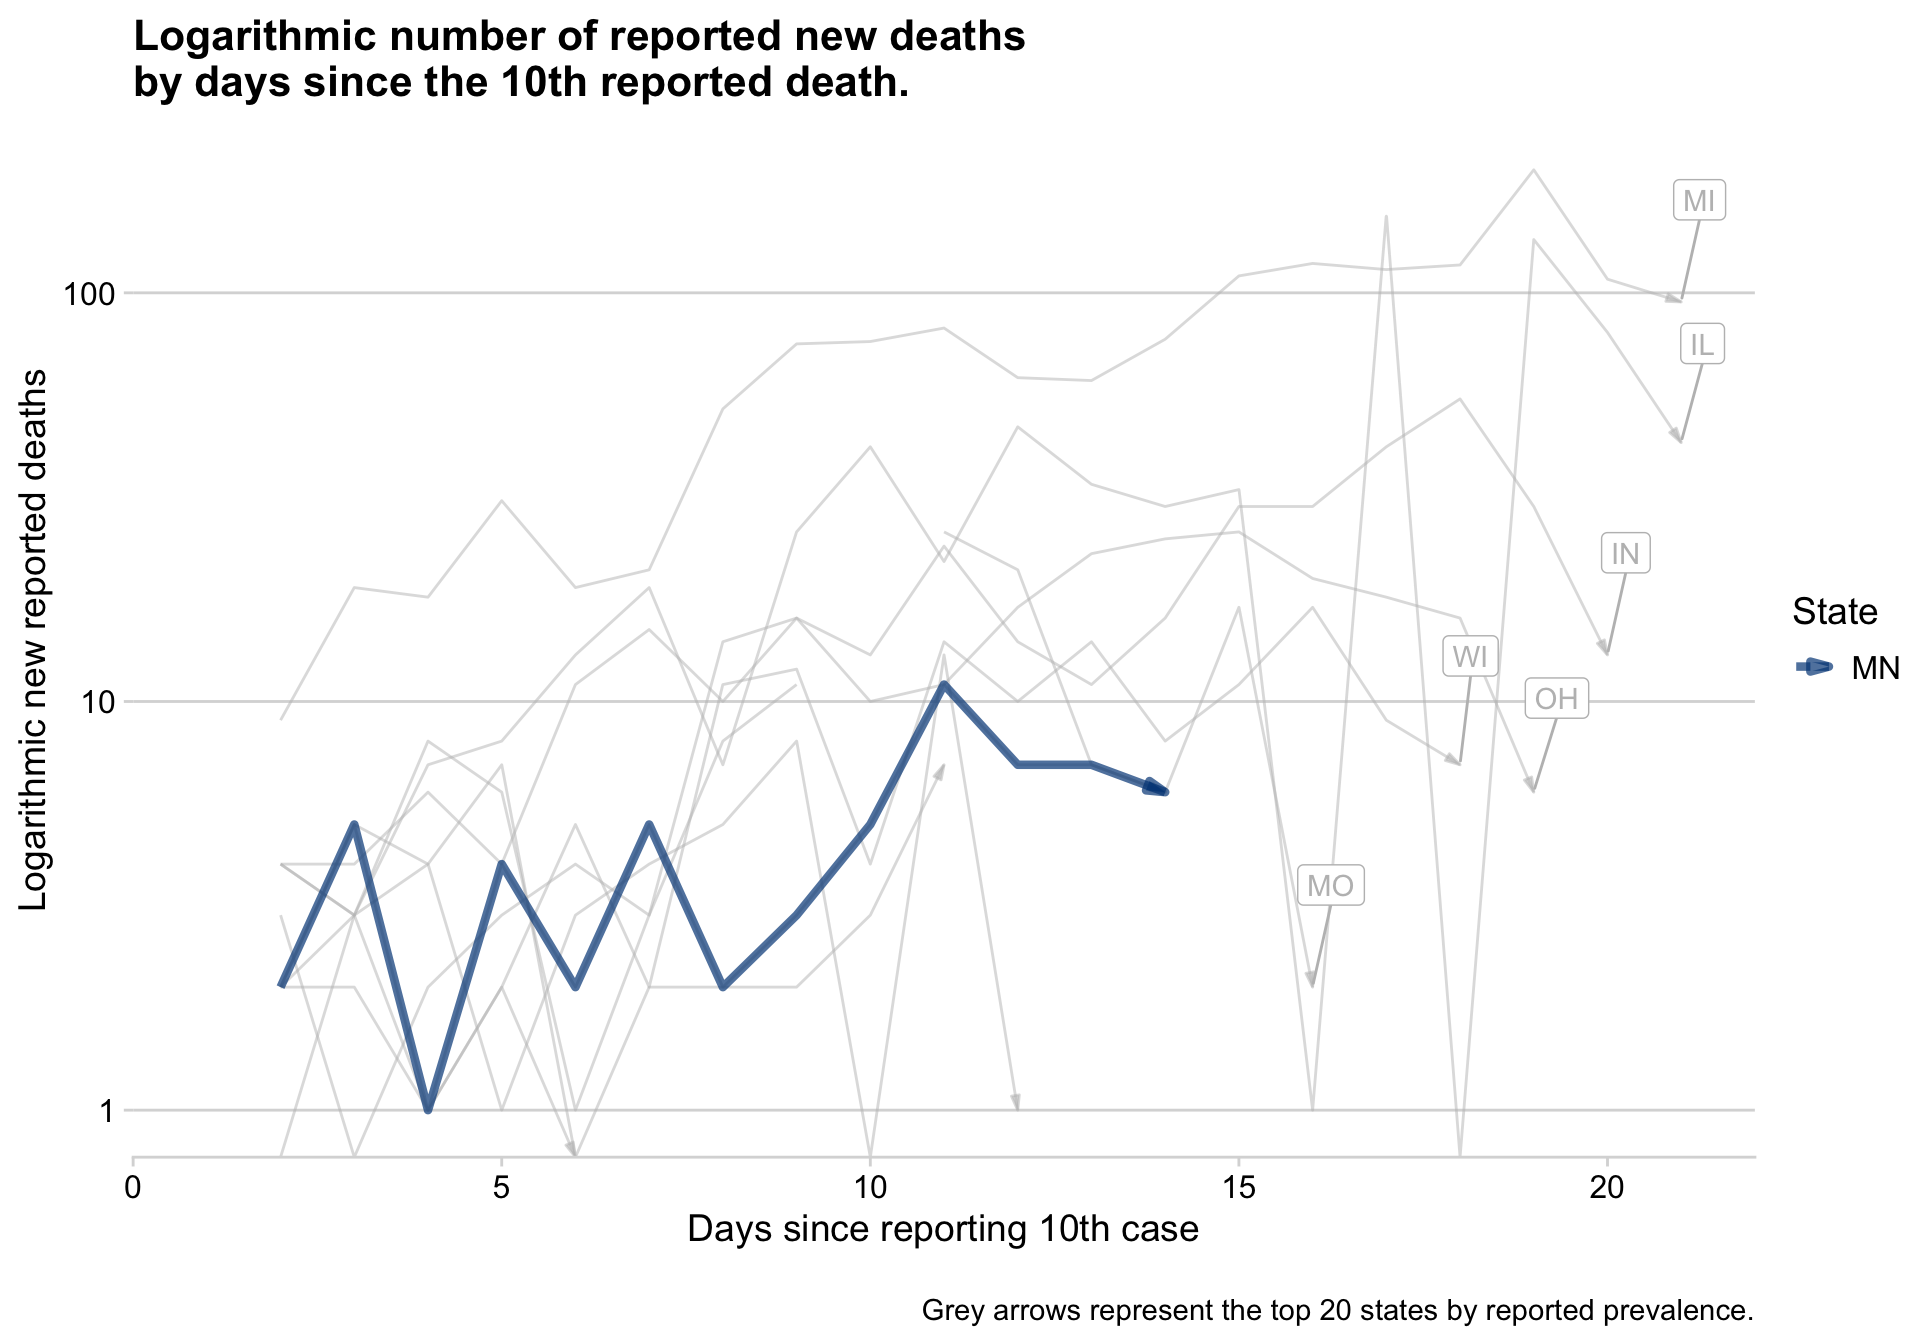 Logarithmic number of reported new deaths
by days since the 10th reported death.
Logarithmic new reported deaths
100
10
1
MI
IL
IN
WI
OH
MO
State
MN
0
5
10
15
20
Days since reporting 10th case
Grey arrows represent the top 20 states by reported prevalence.